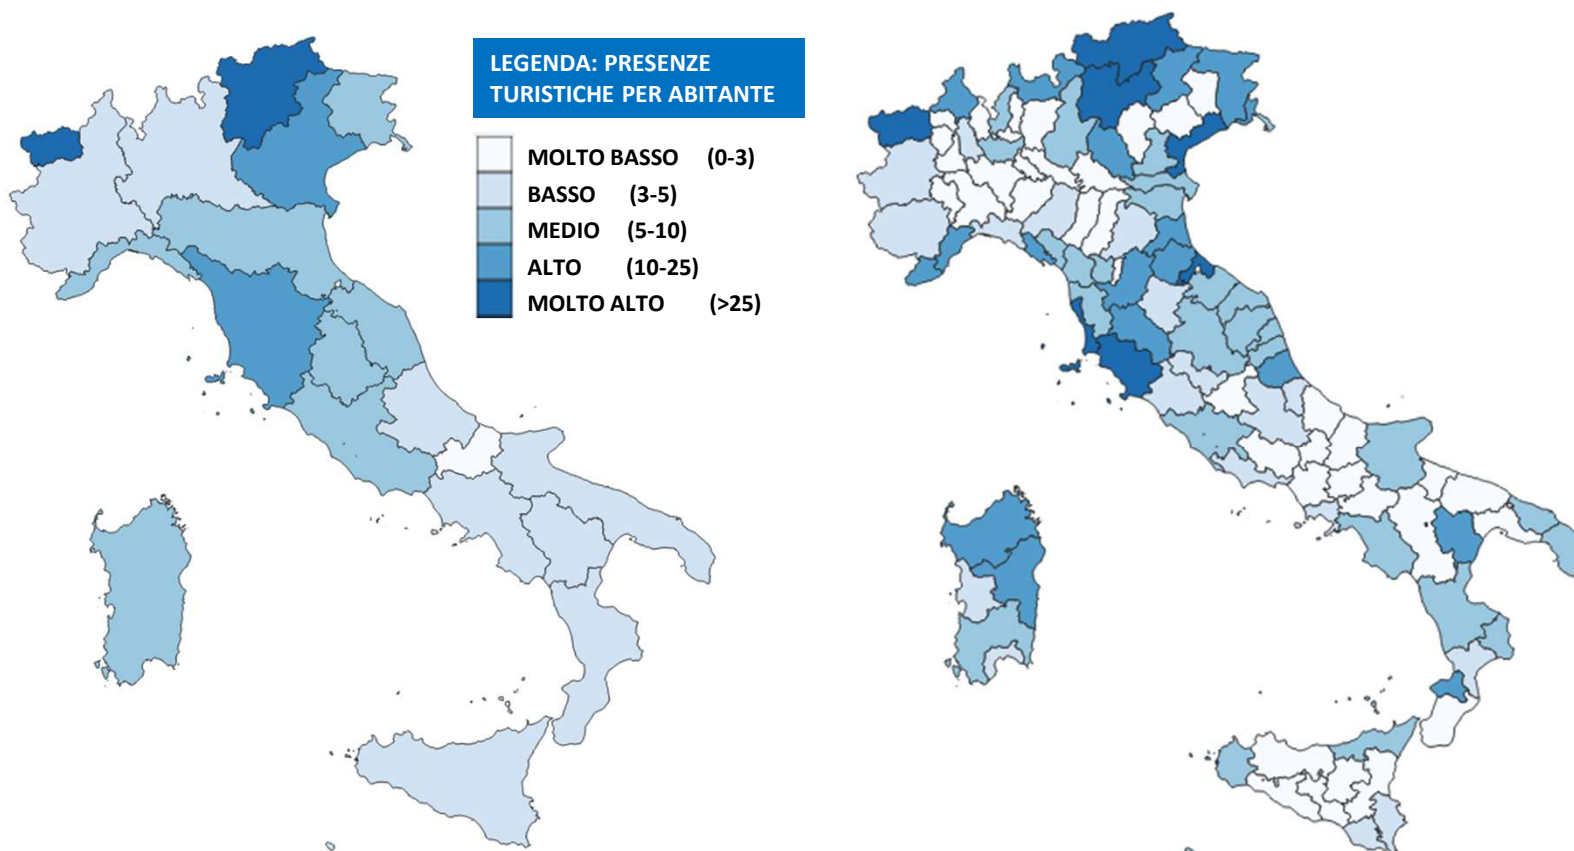 LEGENDA: PRESENZE
TURISTICHE PER ABITANTE
MOLTO BASSO (0-3)
BASSO (3-5)
MEDIO (5-10)
ALTO (10-25)
MOLTO ALTO (>25)